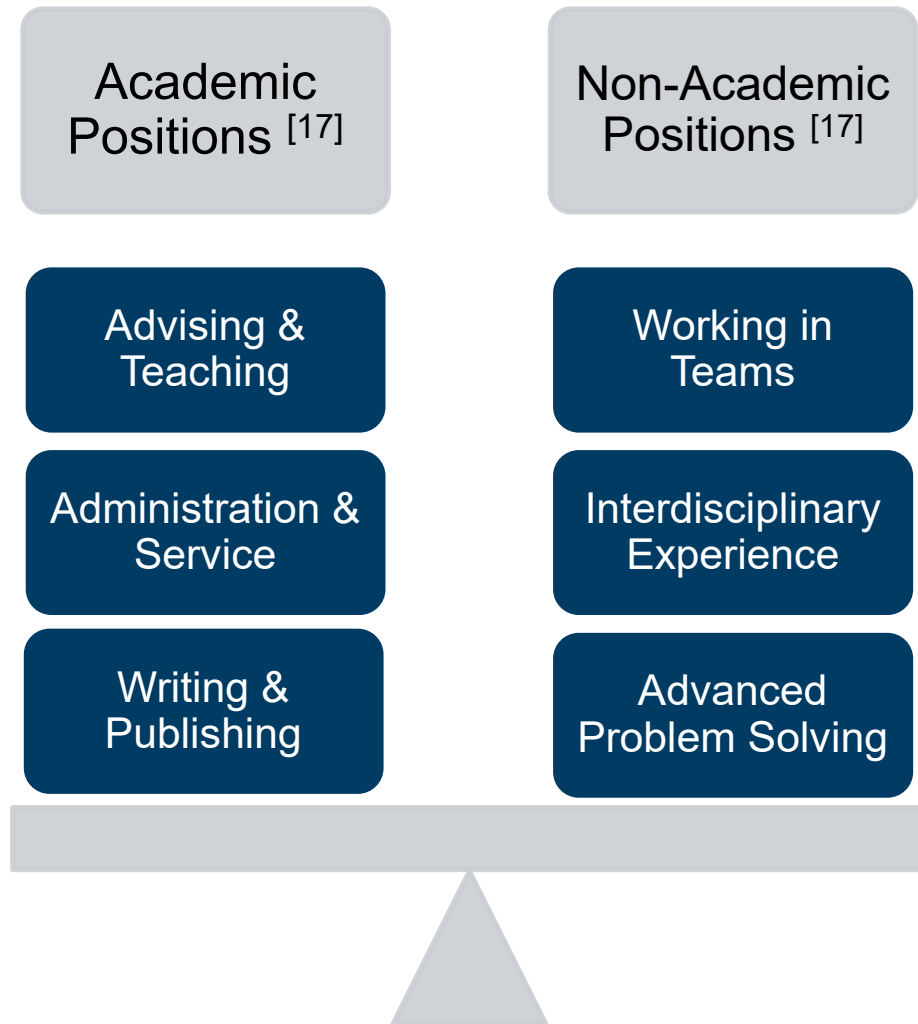 Academic
Positions [17]
Non-Academic
Positions [17]
Advising &
Teaching
Working in
Teams
Administration &
Service
Interdisciplinary
Experience
Writing &
Publishing
Advanced
Problem Solving